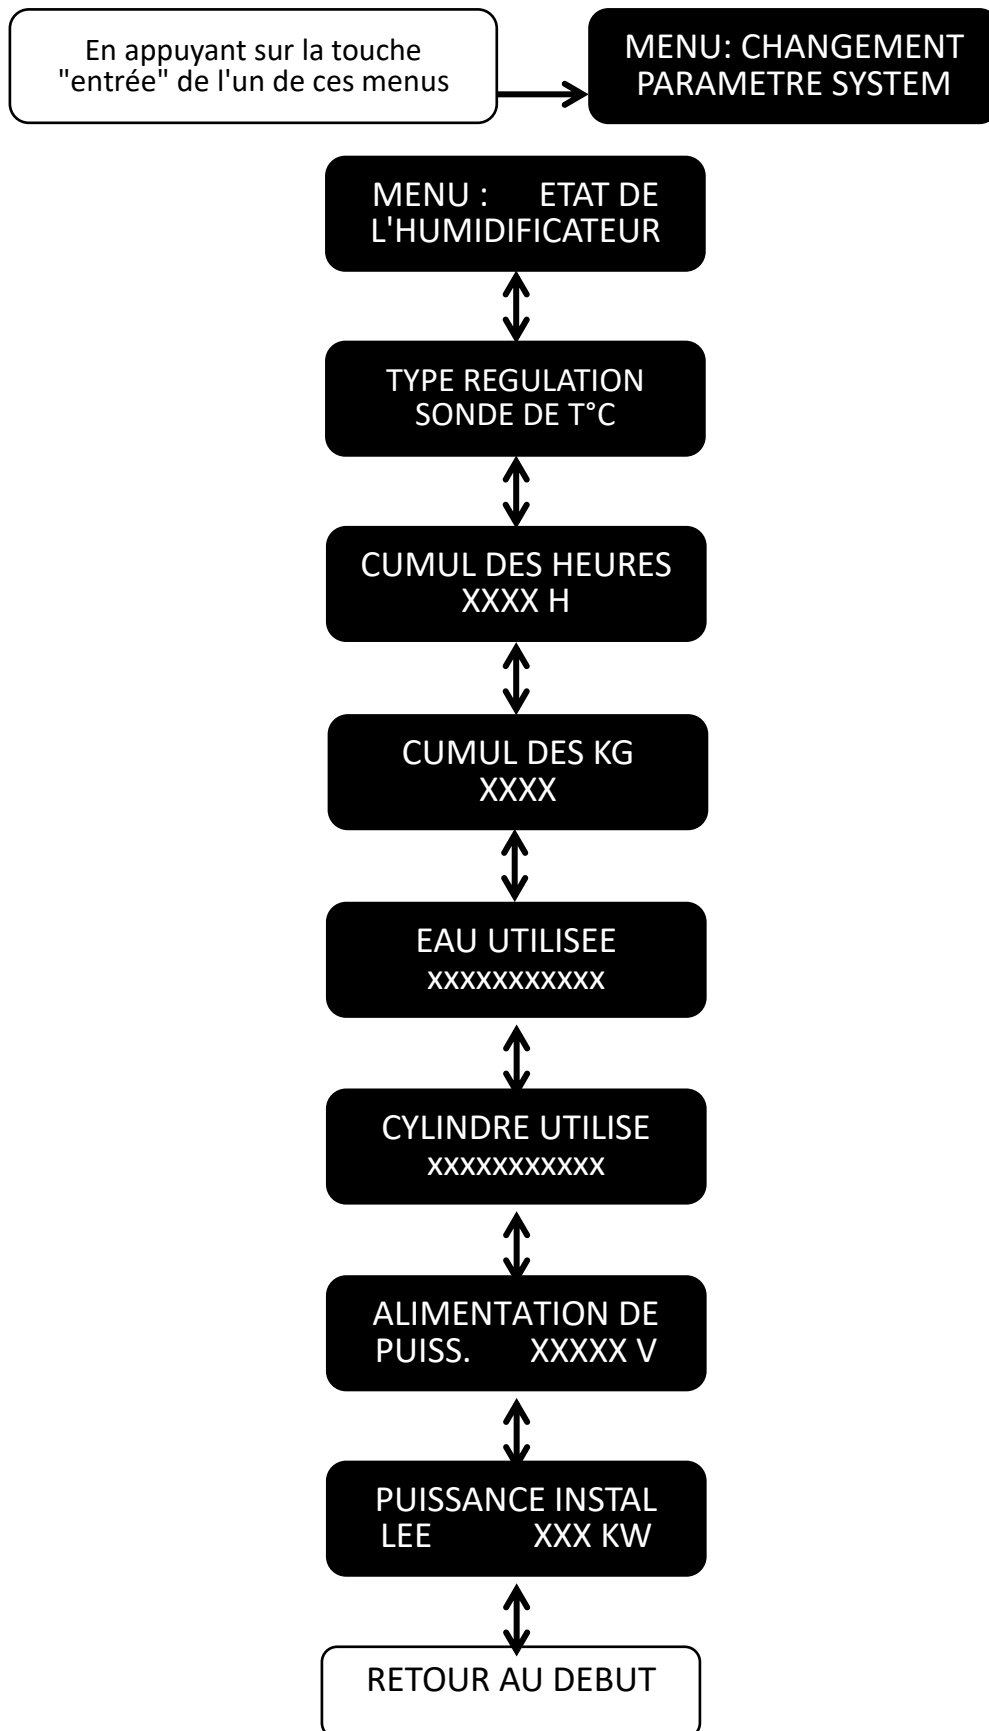 En appuyant sur la touche
"entrée" de l'un de ces menus
MENU: CHANGEMENT
PARAMETRE SYSTEM
MENU : ETAT DE
L'HUMIDIFICATEUR
TYPE REGULATION
SONDE DE T°C
CUMUL DES HEURES
XXXX H
CUMUL DES KG
XXXX
EAU UTILISEE
xxxxxxxxxxx
CYLINDRE UTILISE
xxxxxxxxxxx
ALIMENTATION DE
PUISS. XXXXX V
PUISSANCE INSTAL
LEE XXX KW
RETOUR AU DEBUT